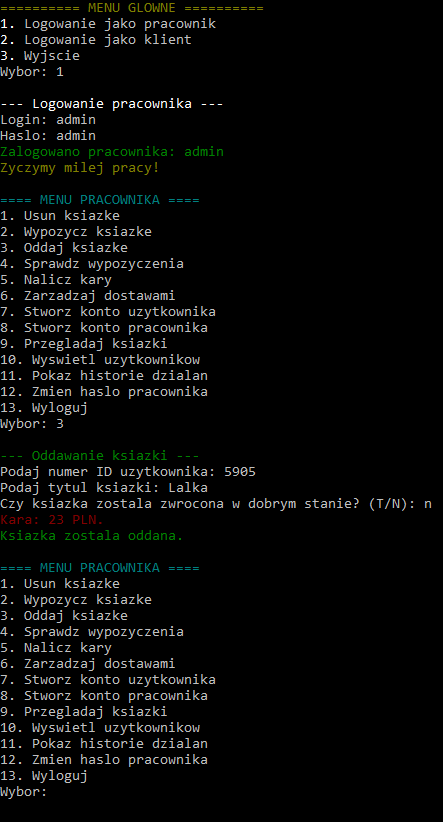 ========== MENU GLOWNE ==========
1. Logowanie jako pracownik
2. Logowanie jako klient
3. Wyjscie
Wybor: 1
--- Logowanie pracownika ---
Login: admin
Haslo: admin
Zalogowano pracownika: admin
Zyczymy milej pracy!
==== MENU PRACOWNIKA ====
1. Usun ksiazke
2. Wypozycz ksiazke
3. Oddaj ksiazke
4. Sprawdz wypozyczenia
5. Nalicz kary
6. Zarzadzaj dostawami
7. Stworz konto uzytkownika
8. Stworz konto pracownika
9. Przegladaj ksiazki
10. Wyswietl uzytkownikow
11. Pokaz historie dzialan
12. Zmien haslo pracownika
13. Wyloguj
Wybor: 3
--- Oddawanie ksiazki ---
Podaj numer ID uzytkownika: 5905
Podaj tytul ksiazki: Lalka
Czy ksiazka zostala zwrocona w dobrym stanie? (T/N): n
Kara: 23 PLN.
Ksiazka zostala oddana.
==== MENU PRACOWNIKA ====
1. Usun ksiazke
2. Wypozycz ksiazke
3. Oddaj ksiazke
4. Sprawdz wypozyczenia
5. Nalicz kary
6. Zarzadzaj dostawami
7. Stworz konto uzytkownika
8. Stworz konto pracownika
9. Przegladaj ksiazki
10. Wyswietl uzytkownikow
11. Pokaz historie dzialan
12. Zmien haslo pracownika
13. Wyloguj
Wybor: